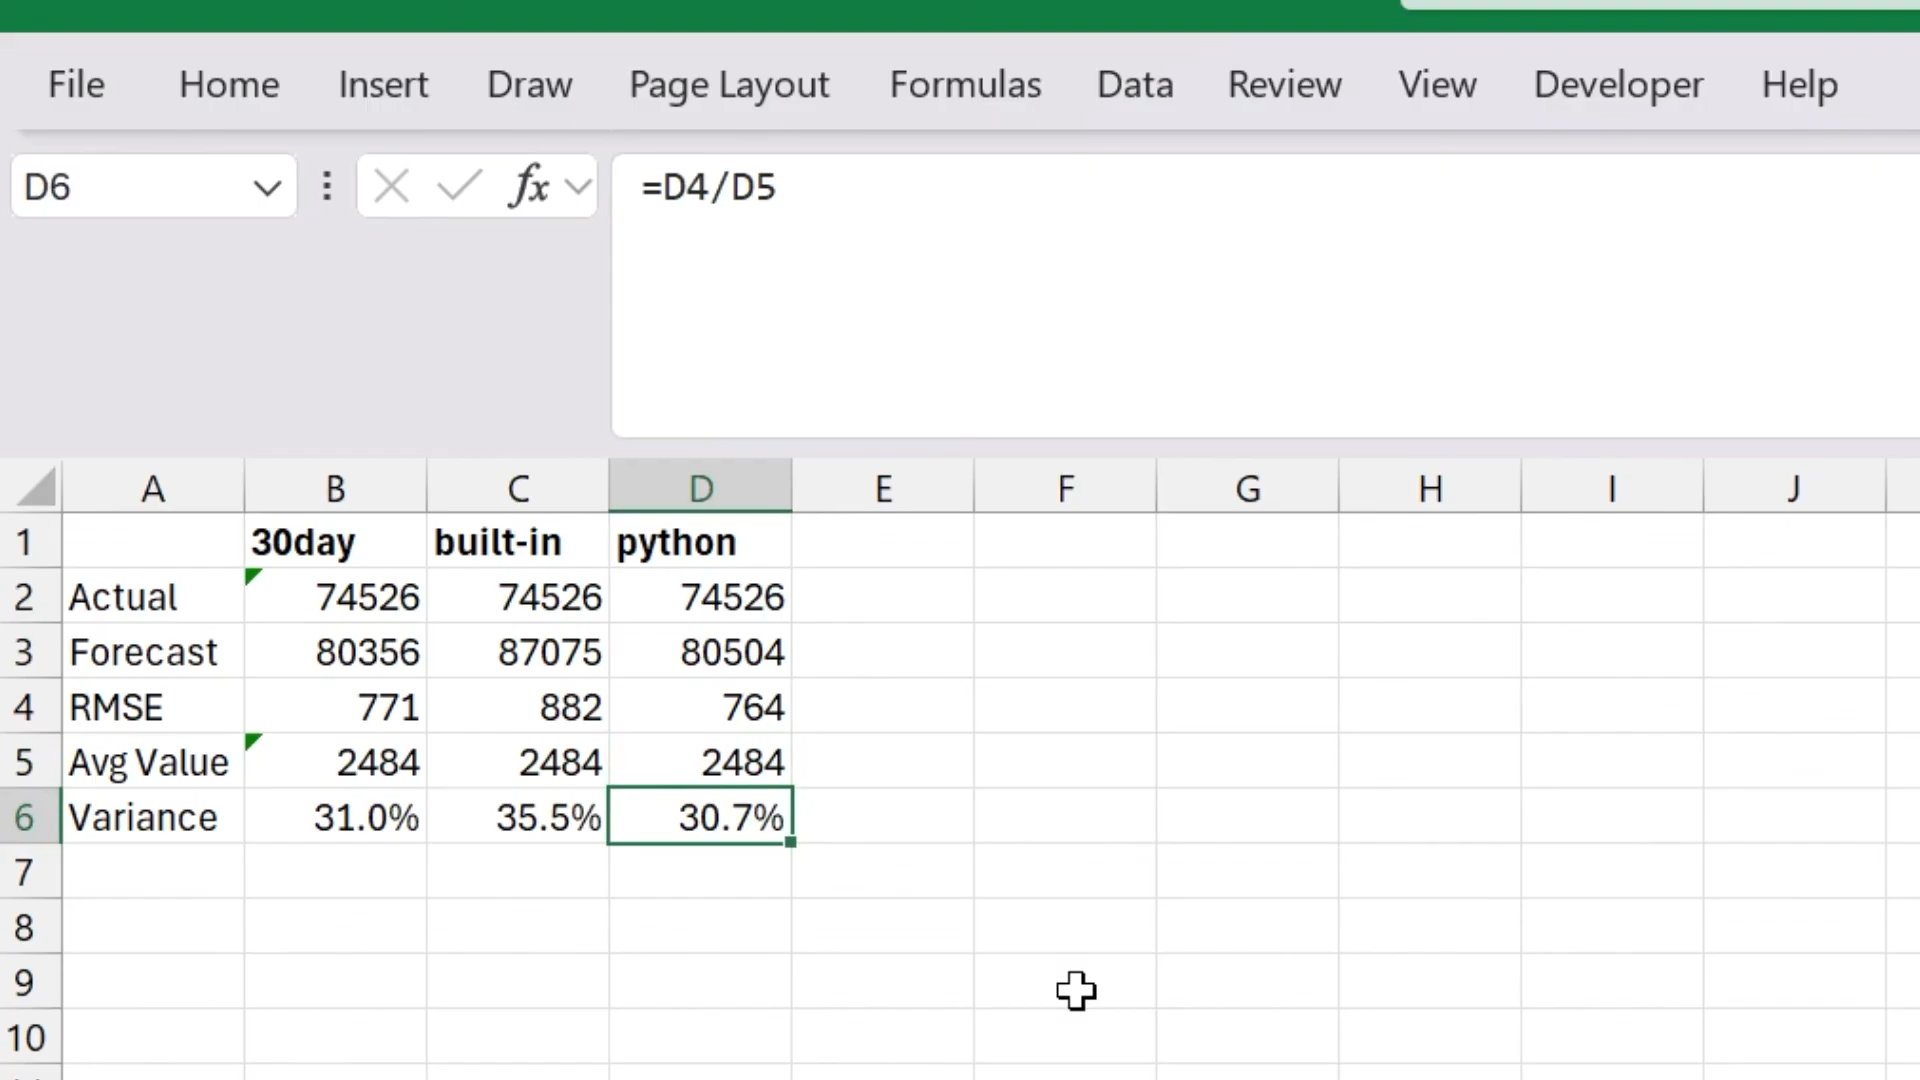 File Home Insert Draw Page Layout Formulas Data Review View Developer Help
D6 fx =D4/D5
A B C D E F G H I J
1 30day built-in python
2 Actual 74526 74526 74526
3 Forecast 80356 87075 80504
4 RMSE 771 882 764
5 Avg Value 2484 2484 2484
6 Variance 31.0% 35.5% 30.7%
7
8
9
10